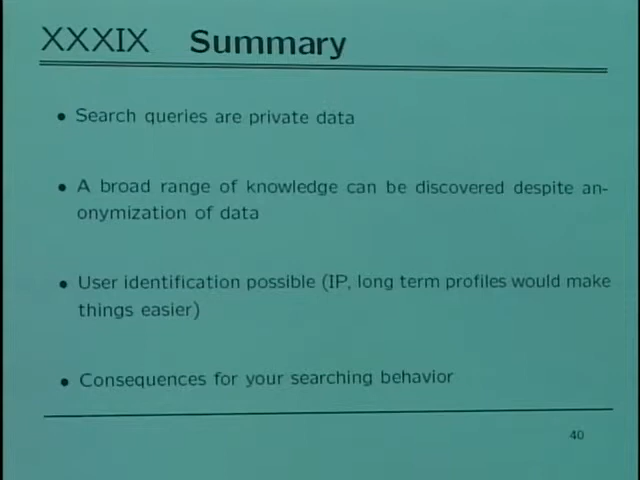 XXXIX Summary
• Search queries are private data
• A broad range of knowledge can be discovered despite an-
onymization of data
• User identification possible (IP, long term profiles would make
things easier)
• Consequences for your searching behavior
40